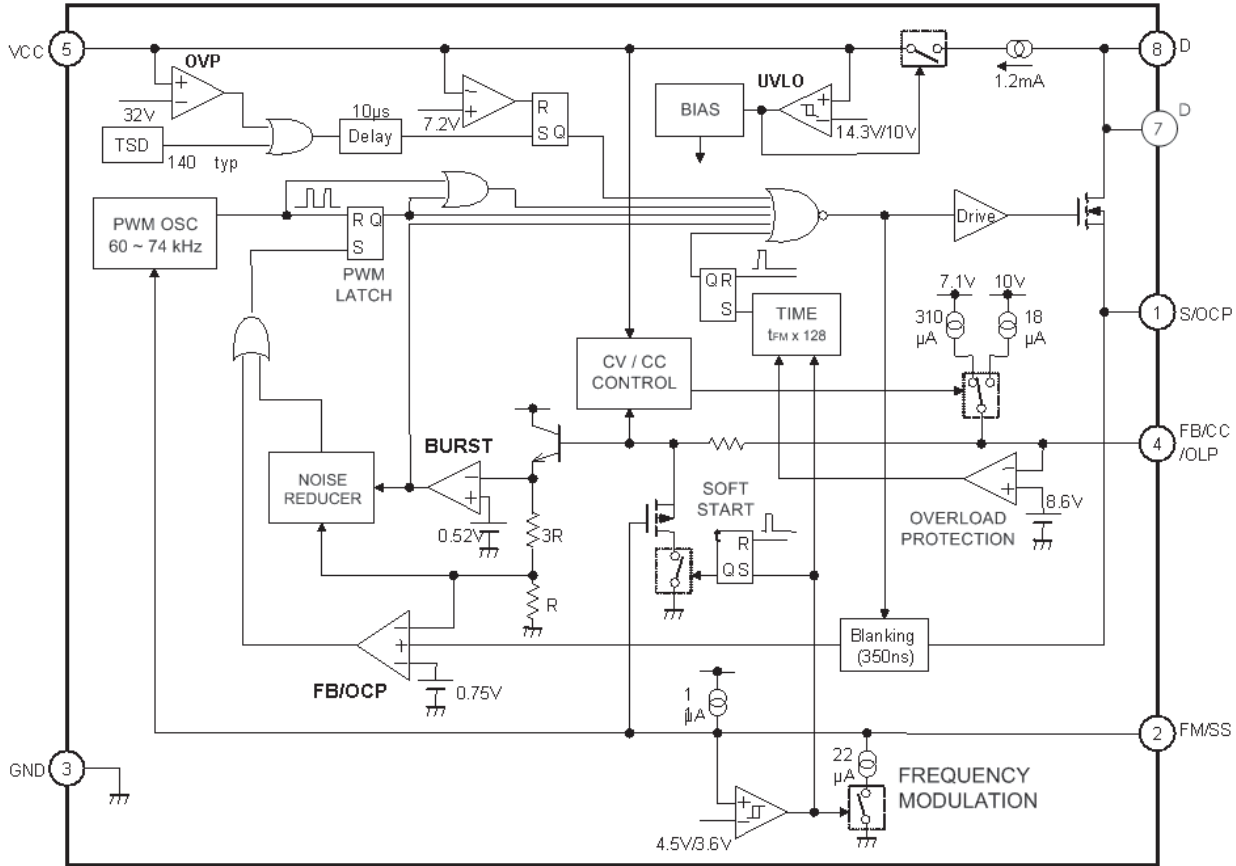 VCC 5
OVP
+
−
32V
TSD
140 typ
10µs
Delay
−
+
7.2V
R
S Q
UVLO
BIAS
+
−
14.3V/10V
1.2mA
8 D
D
7
PWM OSC
60 ~ 74 kHz
R Q
S
PWM
LATCH
Drive
Q R
S
TIME
tFM x 128
7.1V
10V
310
µA
18
µA
1 S/OCP
CV / CC
CONTROL
4 FB/CC
/OLP
BURST
NOISE
REDUCER
−
+
0.52V
3R
R
SOFT
START
R
Q S
−
+
8.6V
OVERLOAD
PROTECTION
Blanking
(350ns)
−
+
−
FB/OCP
0.75V
1
µA
2 FM/SS
GND 3
22
µA
FREQUENCY
MODULATION
+
−
4.5V/3.6V